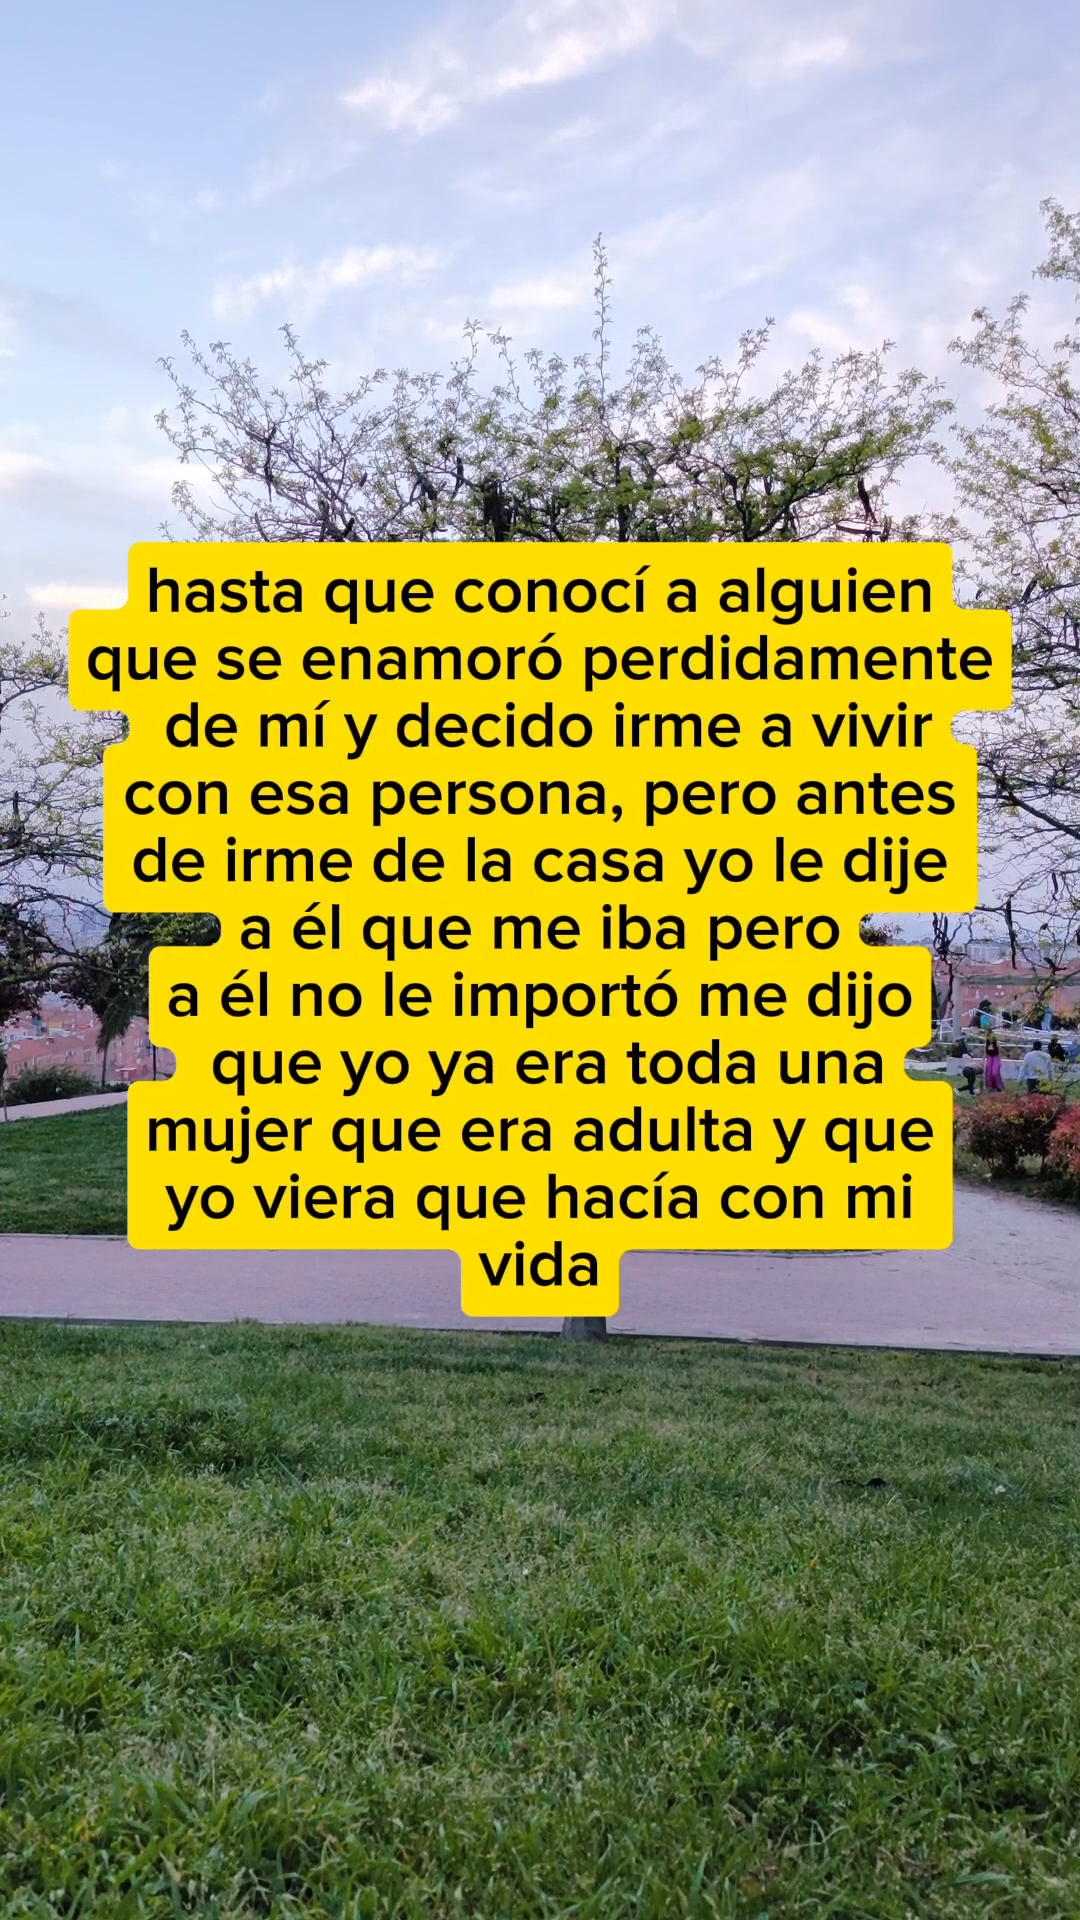 hasta que conocí a alguien
que se enamoró perdidamente
de mí y decido irme a vivir
con esa persona, pero antes
de irme de la casa yo le dije
a él que me iba pero
a él no le importó me dijo
que yo ya era toda una
mujer que era adulta y que
yo viera que hacía con mi
vida